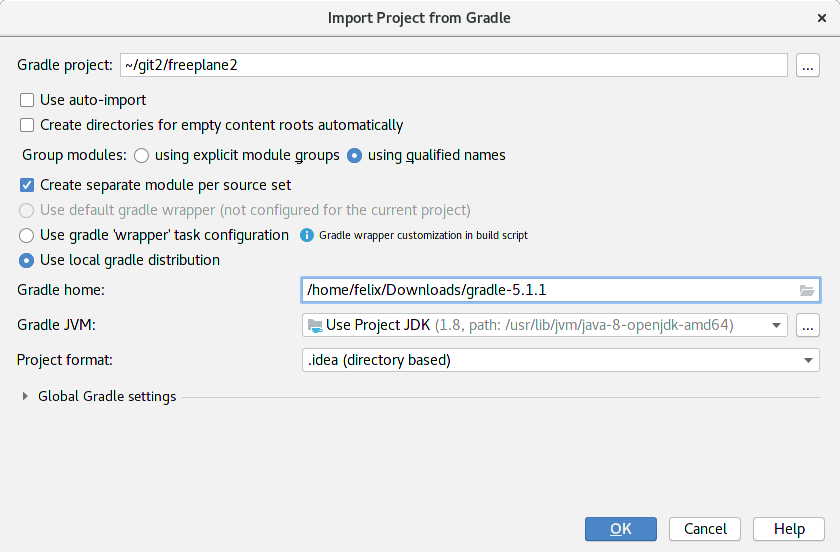 Import Project from Gradle
Gradle project: ~/git2/freeplane2 ...
Use auto-import
Create directories for empty content roots automatically
Group modules: using explicit module groups using qualified names
Create separate module per source set
Use default gradle wrapper (not configured for the current project)
Use gradle 'wrapper' task configuration Gradle wrapper customization in build script
Use local gradle distribution
Gradle home: /home/felix/Downloads/gradle-5.1.1
Gradle JVM: Use Project JDK (1.8, path: /usr/lib/jvm/java-8-openjdk-amd64) ...
Project format: .idea (directory based)
Global Gradle settings
OK Cancel Help